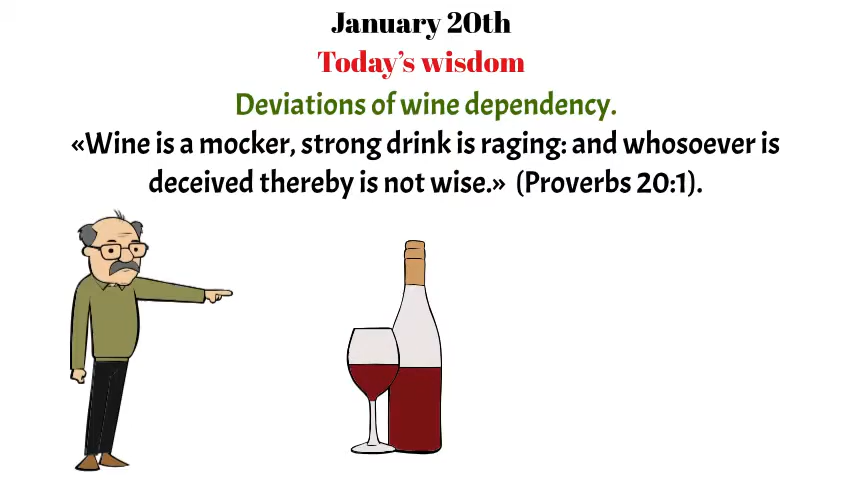 January 20th
Today’s wisdom
Deviations of wine dependency.
«Wine is a mocker, strong drink is raging: and whosoever is
deceived thereby is not wise.» (Proverbs 20:1).